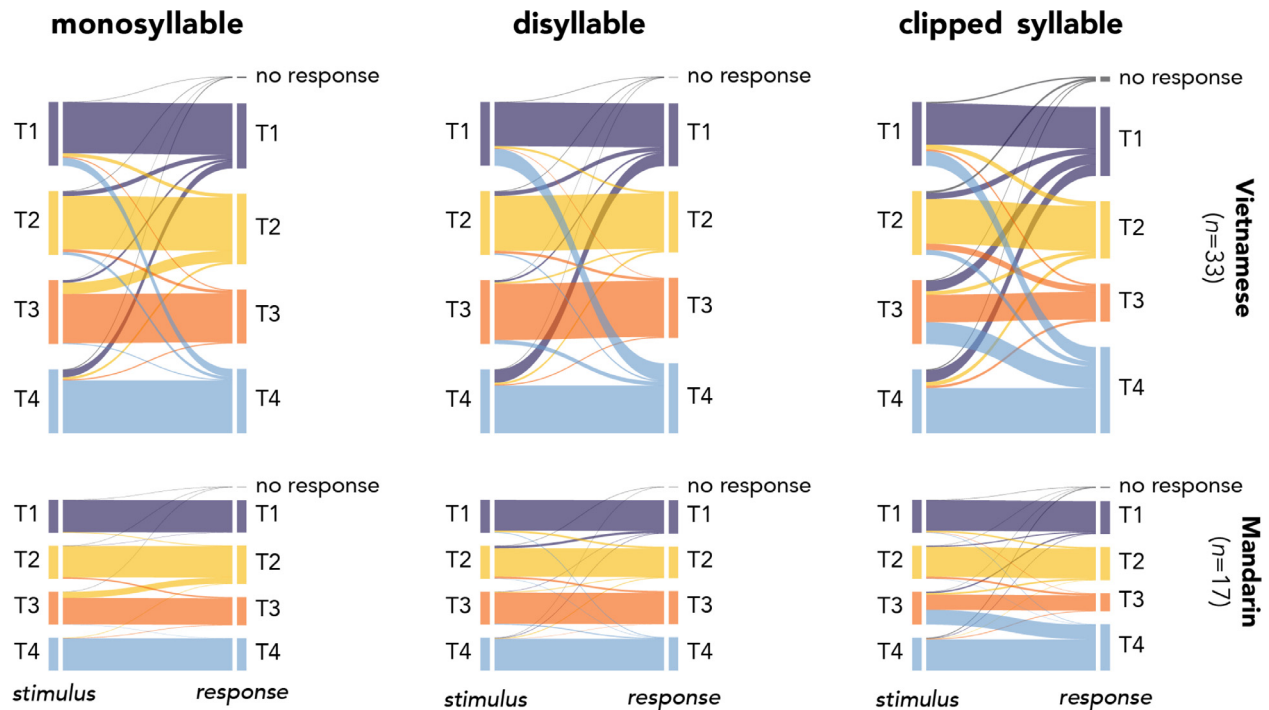 monosyllable
disyllable
clipped syllable
no response
T1
T1
T2
T2
T3
T3
T4
T4
no response
T1
T1
T2
T2
T3
T3
T4
T4
no response
T1
T1
T2
T2
T3
T3
T4
T4
Vietnamese
(n=33)
no response
T1
T1
T2
T2
T3
T3
T4
T4
stimulus
response
no response
T1
T1
T2
T2
T3
T3
T4
T4
stimulus
response
no response
T1
T1
T2
T2
T3
T3
T4
T4
stimulus
response
Mandarin
(n=17)